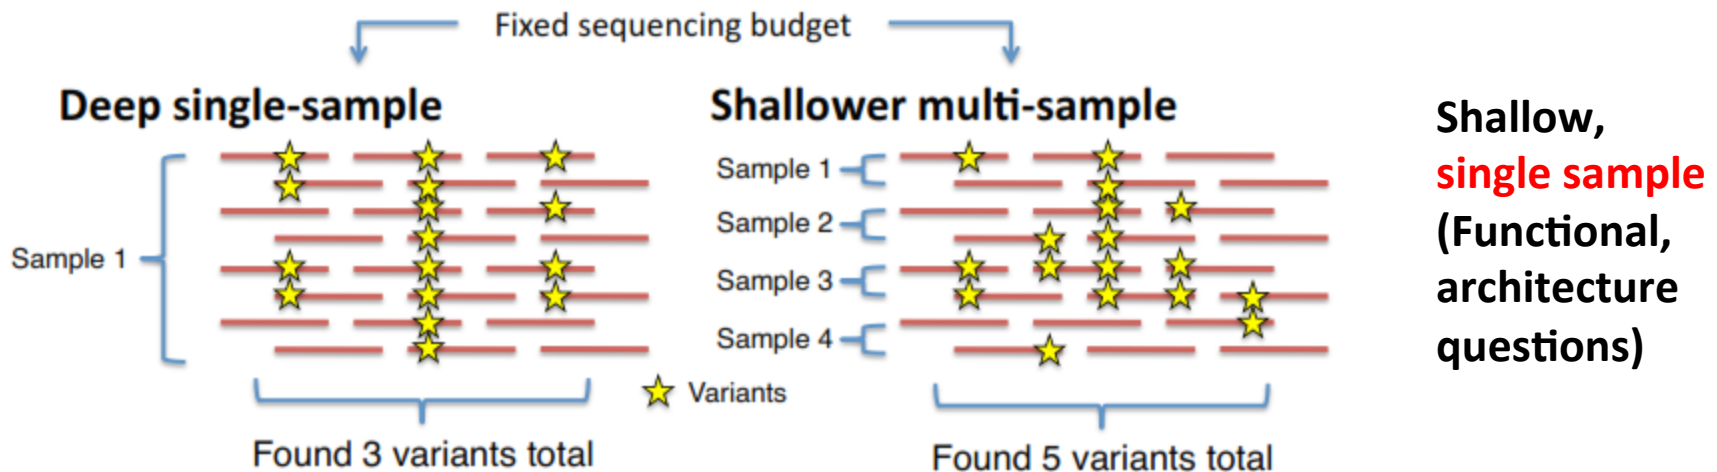 Fixed sequencing budget
Deep single-sample
Sample 1
Found 3 variants total
Variants
Shallower multi-sample
Sample 1
Sample 2
Sample 3
Sample 4
Found 5 variants total
Shallow,
single sample
(Functional,
architecture
questions)